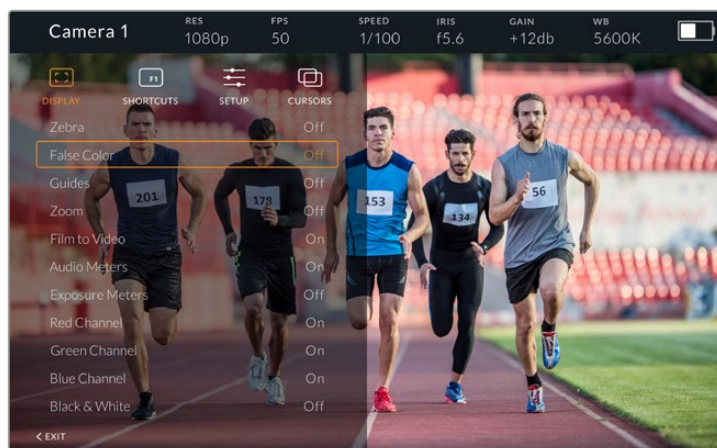 Camera 1
RES FPS SPEED IRIS GAIN WB
1080p 50 1/100 f5.6 +12db 5600K
F1
DISPLAY SHORTCUTS SETUP CURSORS
Zebra Off
False Color Off
Guides Off
Zoom Off
Film to Video On
Audio Meters On
Exposure Meters Off
Red Channel On
Green Channel On
Blue Channel On
Black & White Off
< EXIT
201
178
153
134
56